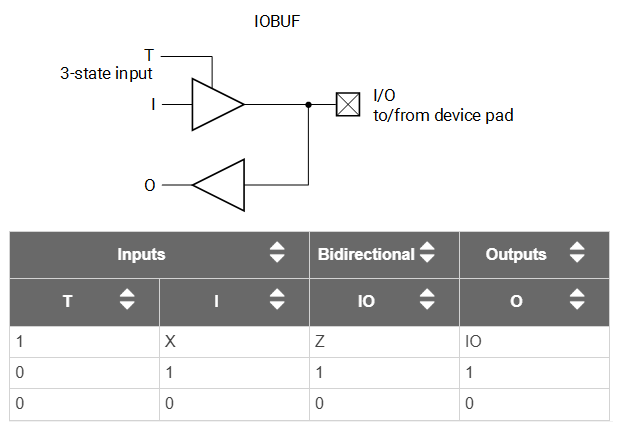 IOBUF
T
3-state input
I
I/O
to/from device pad
O
Inputs Bidirectional Outputs
T I IO O
1 X Z IO
0 1 1 1
0 0 0 0